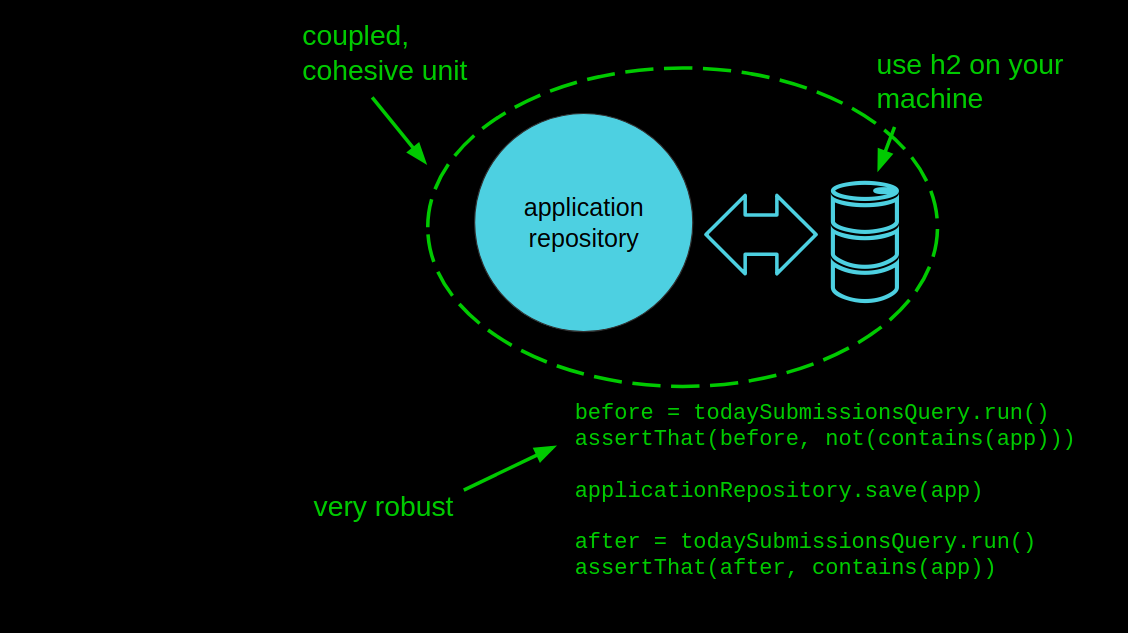 coupled,
cohesive unit
use h2 on your
machine
application
repository
before = todaySubmissionsQuery.run()
assertThat(before, not(contains(app)))
applicationRepository.save(app)
very robust
after = todaySubmissionsQuery.run()
assertThat(after, contains(app))